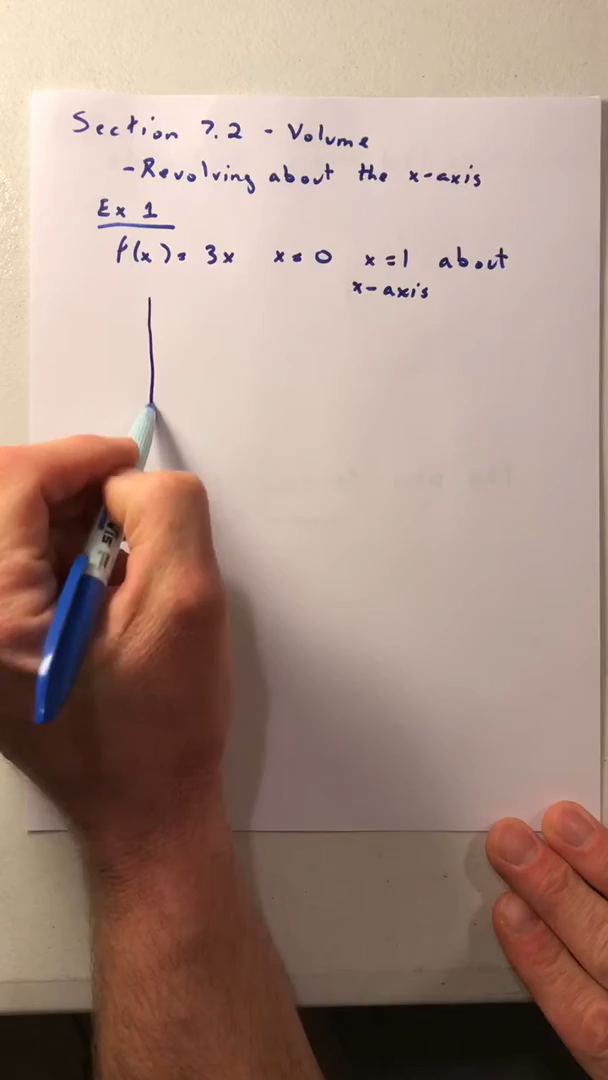 Section 7.2 - Volume
- Revolving about the x-axis
Ex 1
f(x) = 3x x = 0 x = 1 about
x-axis